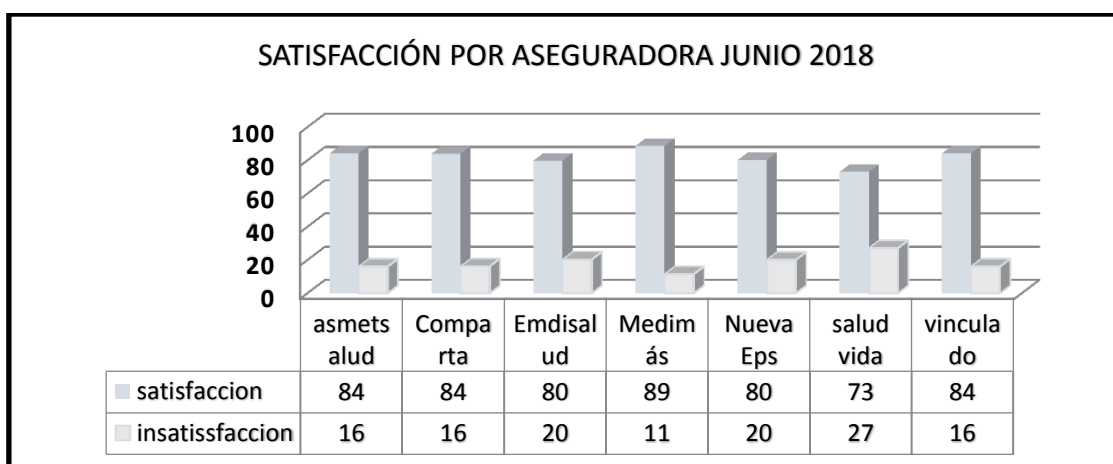 SATISFACCIÓN POR ASEGURADORA JUNIO 2018
100
80
60
40
20
0
asmets Compa Emdisal Medim Nueva salud vincula
alud rta ud ás Eps vida do
satisfaccion 84 84 80 89 80 73 84
insatissfaccion 16 16 20 11 20 27 16